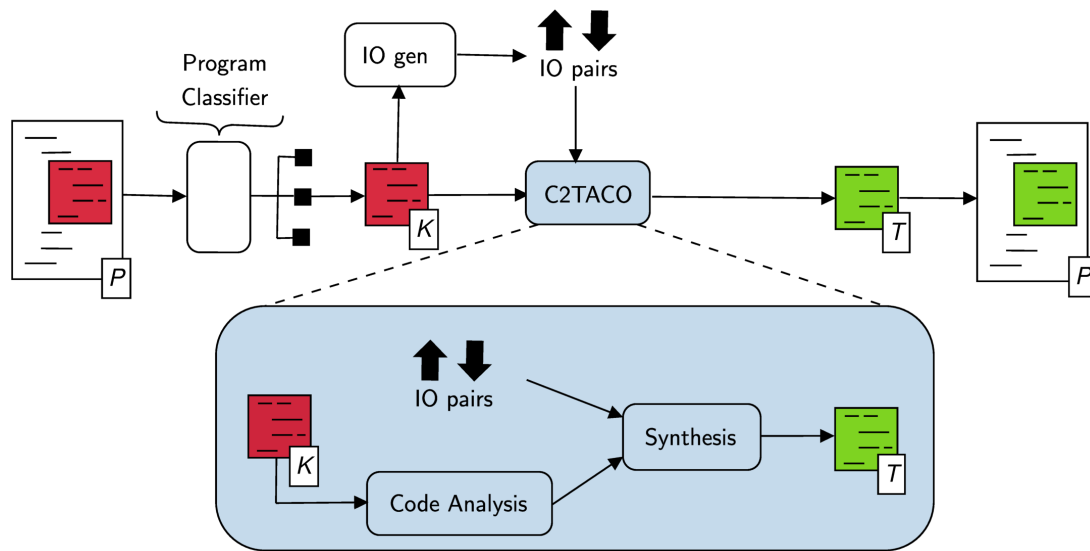 Program
Classifier
IO gen
IO pairs
C2TACO
P
K
T
P
IO pairs
K
Code Analysis
Synthesis
T